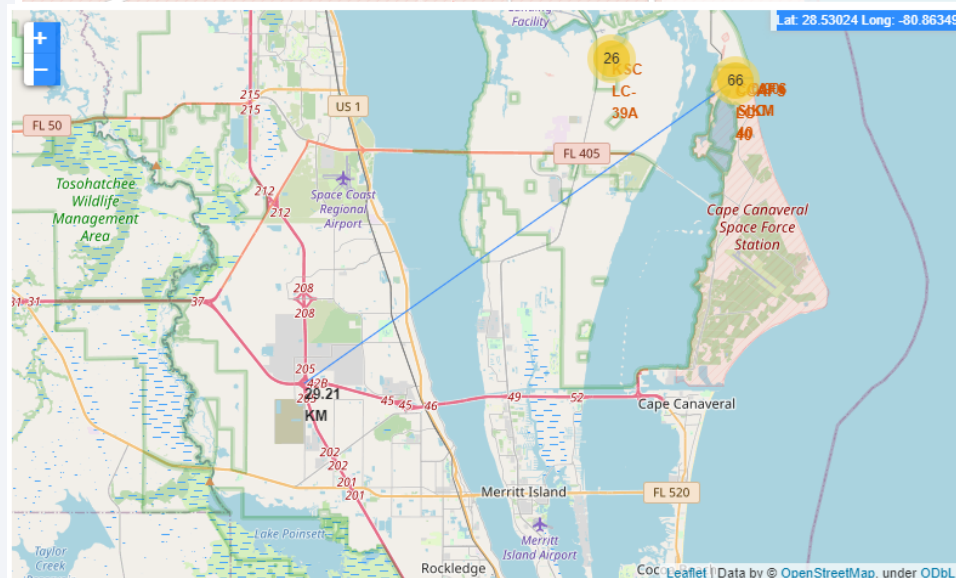 Landing
Facility
Lat: 28.53024 Long: -80.86349
+
−
26
KSC
LC-
39A
66
215
215
US 1
FL 50
FL 405
Tosohatchee
Wildlife
Management
Area
212
212
Space Coast
Regional
Airport
Cape Canaveral
Space Force
Station
40
31
31
37
208
208
205
42B
29.21
KM
45
45
46
49
52
Cape Canaveral
202
202
201
201
Merritt Island
FL 520
Lake Poinsett
Merritt
Island Airport
Taylor
Creek
Rockledge
Leaflet | Data by © OpenStreetMap, under ODbL